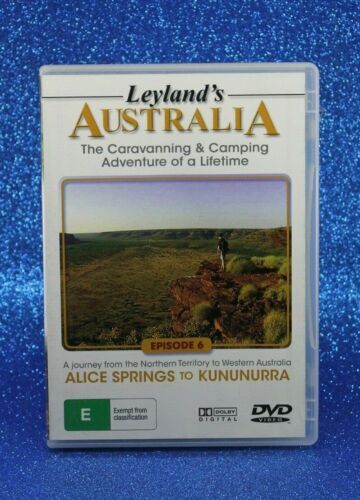 Leyland's
AUSTRALIA
The Caravanning & Camping
Adventure of a Lifetime
EPISODE 6
A journey from the Northern Territory to Western Australia
ALICE SPRINGS TO KUNUNURRA
E
Exempt from
classification
DOLBY
DIGITAL
DVD
VIDEO